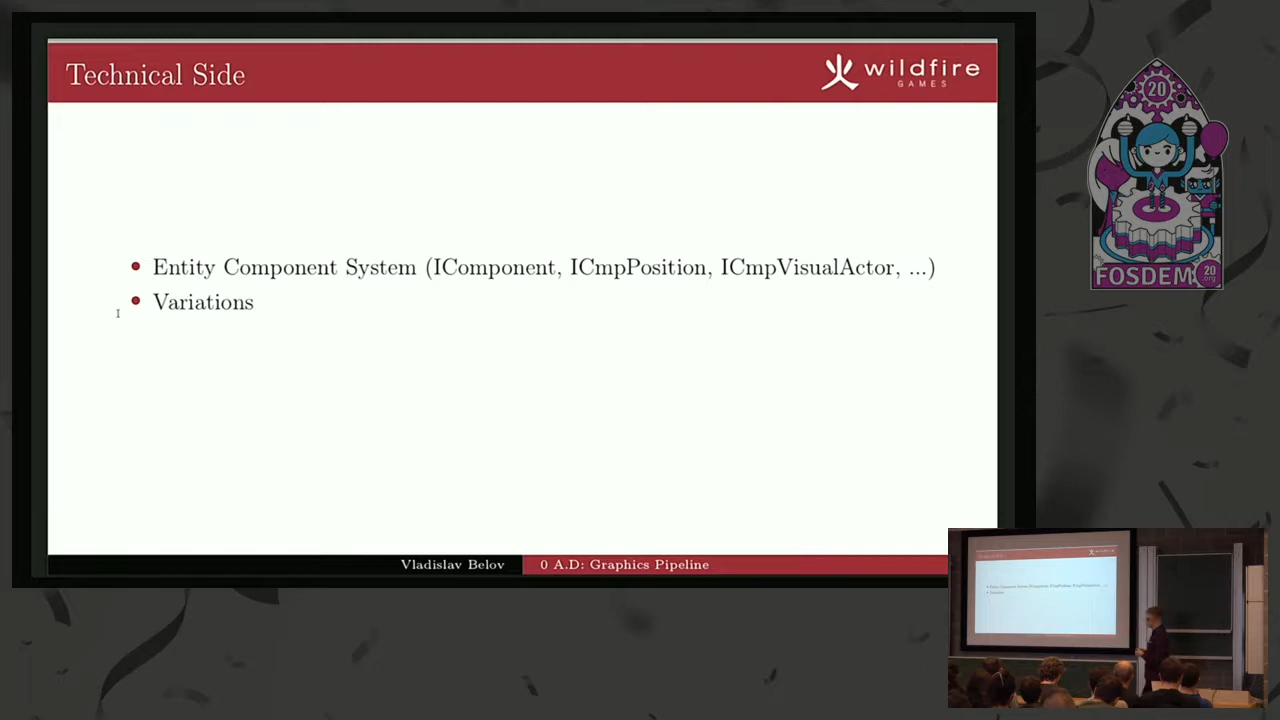 Technical Side
wildfire
GAMES
Entity Component System (IComponent, ICmpPosition, ICmpVisualActor, ...)
Variations
Vladislav Belov
0 A.D: Graphics Pipeline
20
FOSDEM 20
.org